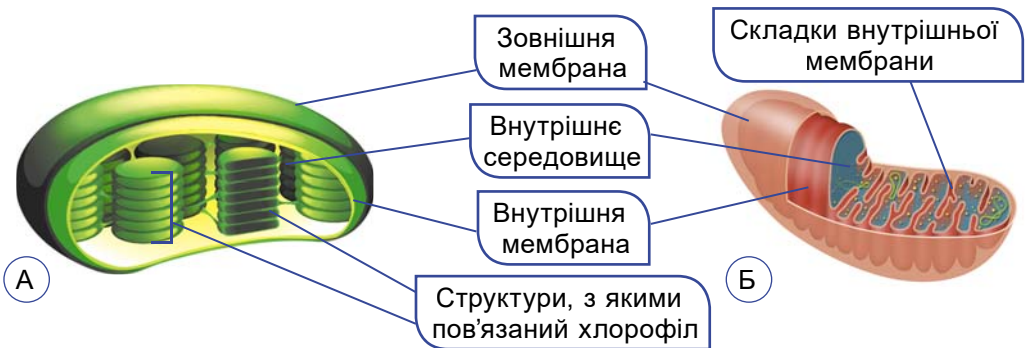 Зовнішня
мембрана
Складки внутрішньої
мембрани
Внутрішнє
середовище
Внутрішня
мембрана
А
Б
Структури, з якими
пов’язаний хлорофіл